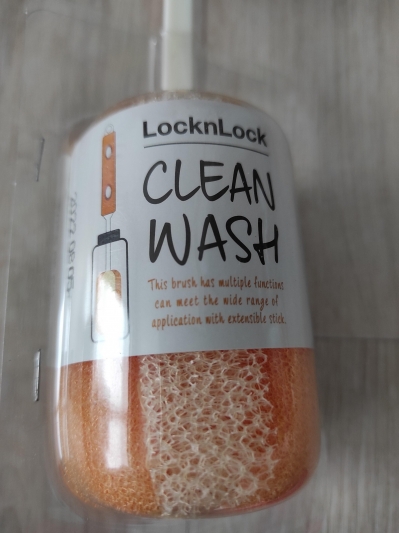 LocknLock
CLEAN
WASH
This brush has multiple functions
can meet the wide range of
application with extensible stick.